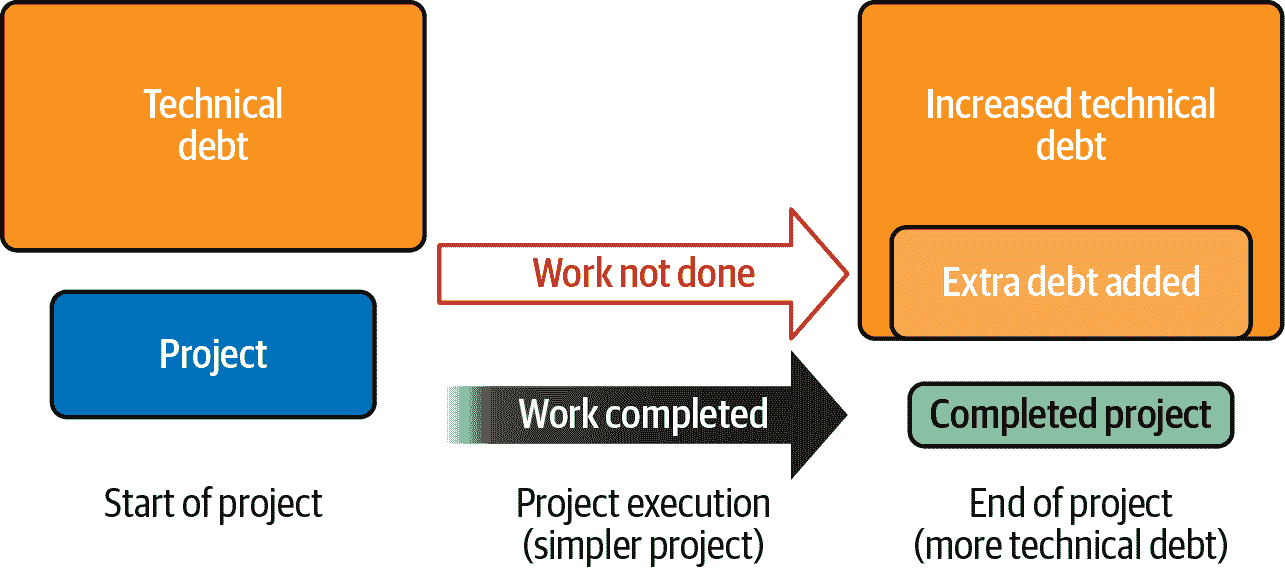 Technical
debt
Increased technical
debt
Work not done
Extra debt added
Project
Work completed
Completed project
Start of project
Project execution
(simpler project)
End of project
(more technical debt)